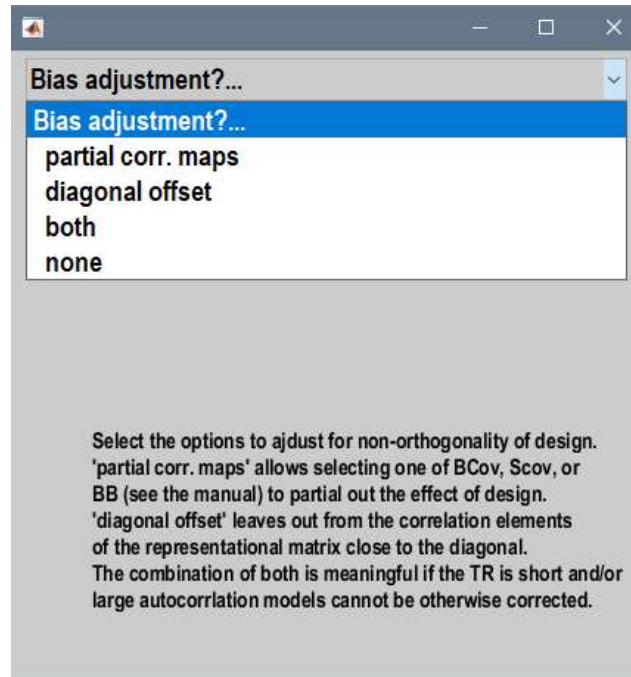 Bias adjustment?...
Bias adjustment?...
partial corr. maps
diagonal offset
both
none
Select the options to ajdust for non-orthogonality of design.
'partial corr. maps' allows selecting one of BCov, Scov, or
BB (see the manual) to partial out the effect of design.
'diagonal offset' leaves out from the correlation elements
of the representational matrix close to the diagonal.
The combination of both is meaningful if the TR is short and/or
large autocorrlation models cannot be otherwise corrected.